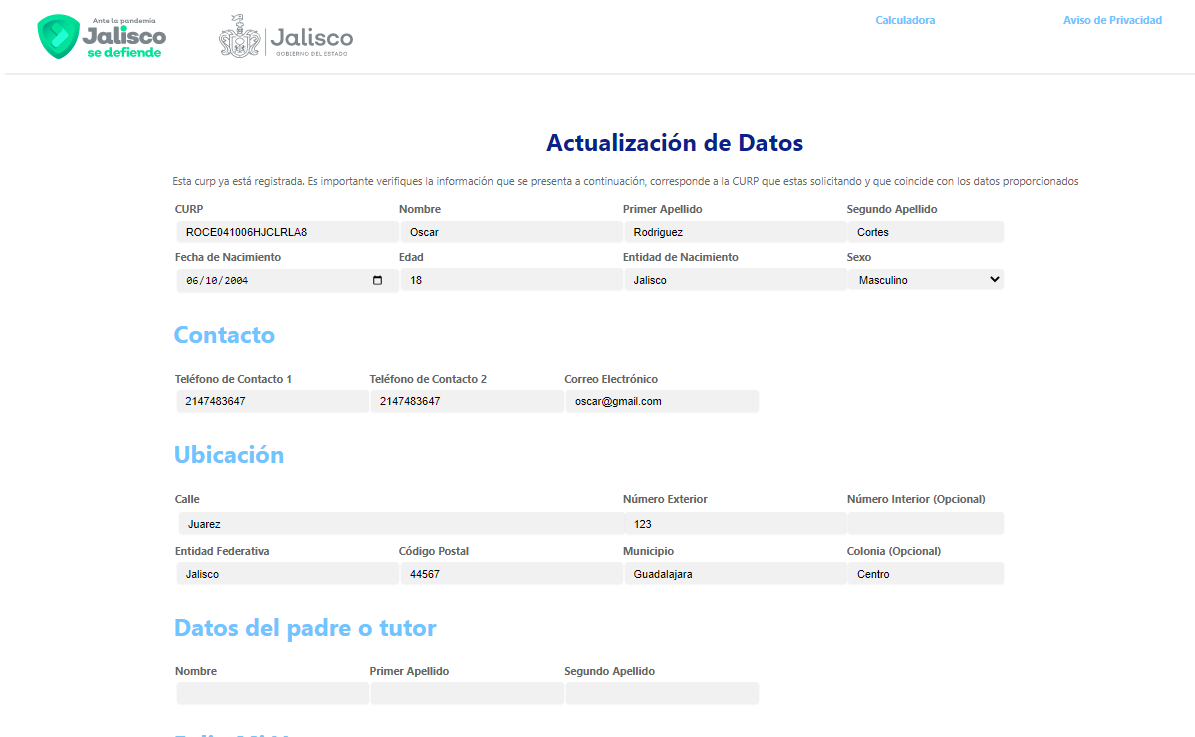 Ante la pandemia
Jalisco
se defiende
Jalisco
GOBIERNO DEL ESTADO
Calculadora Aviso de Privacidad
Actualización de Datos
Esta curp ya está registrada. Es importante verifiques la información que se presenta a continuación, corresponde a la CURP que estas solicitando y que coincide con los datos proporcionados
CURP Nombre Primer Apellido Segundo Apellido
ROCE041006HJCLRLA8 Oscar Rodriguez Cortes
Fecha de Nacimiento Edad Entidad de Nacimiento Sexo
06/10/2004 18 Jalisco Masculino
Contacto
Teléfono de Contacto 1 Teléfono de Contacto 2 Correo Electrónico
2147483647 2147483647 oscar@gmail.com
Ubicación
Calle Número Exterior Número Interior (Opcional)
Juarez 123
Entidad Federativa Código Postal Municipio Colonia (Opcional)
Jalisco 44567 Guadalajara Centro
Datos del padre o tutor
Nombre Primer Apellido Segundo Apellido